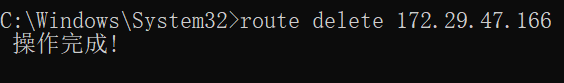 C:\Windows\System32>route delete 172.29.47.166
操作完成!